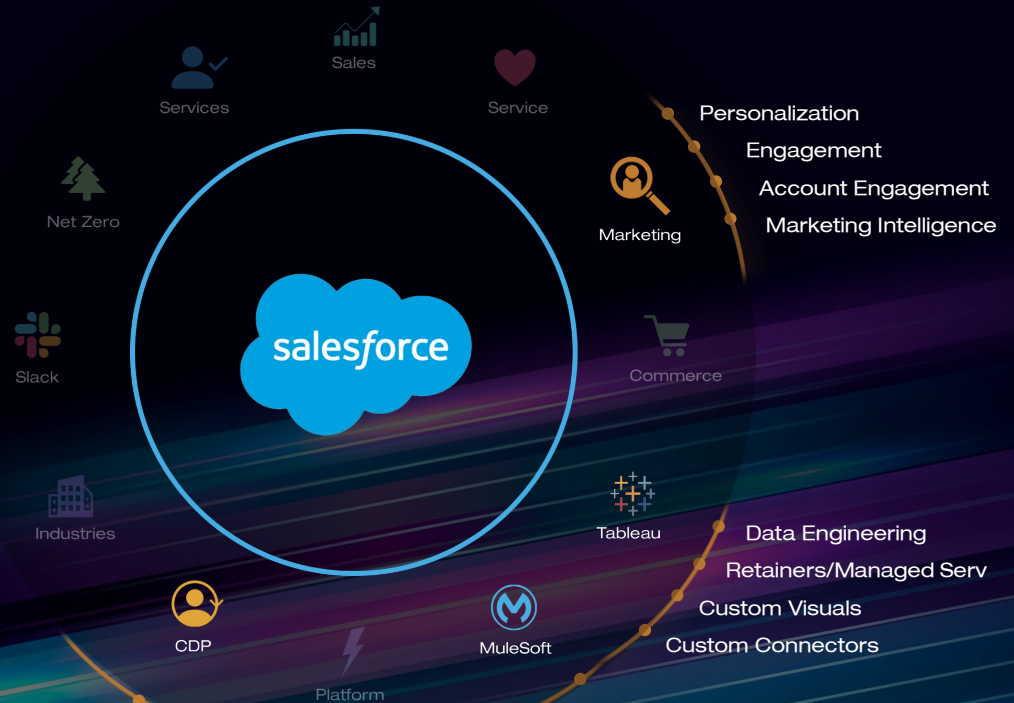 Sales
Services
Service
Personalization
Engagement
Account Engagement
Marketing Intelligence
Net Zero
Marketing
salesforce
Slack
Commerce
Industries
Tableau
Data Engineering
Retainers/Managed Serv
Custom Visuals
Custom Connectors
CDP
MuleSoft
Platform